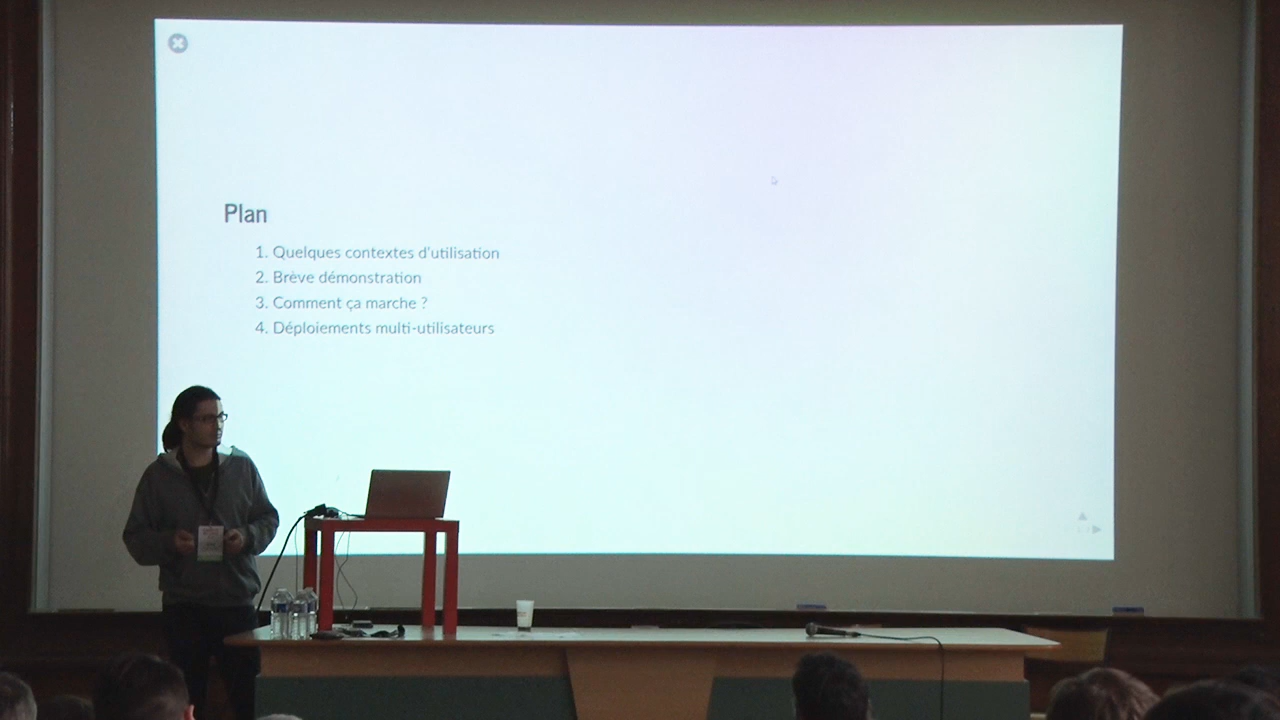 Plan
1. Quelques contextes d'utilisation
2. Brève démonstration
3. Comment ça marche ?
4. Déploiements multi-utilisateurs